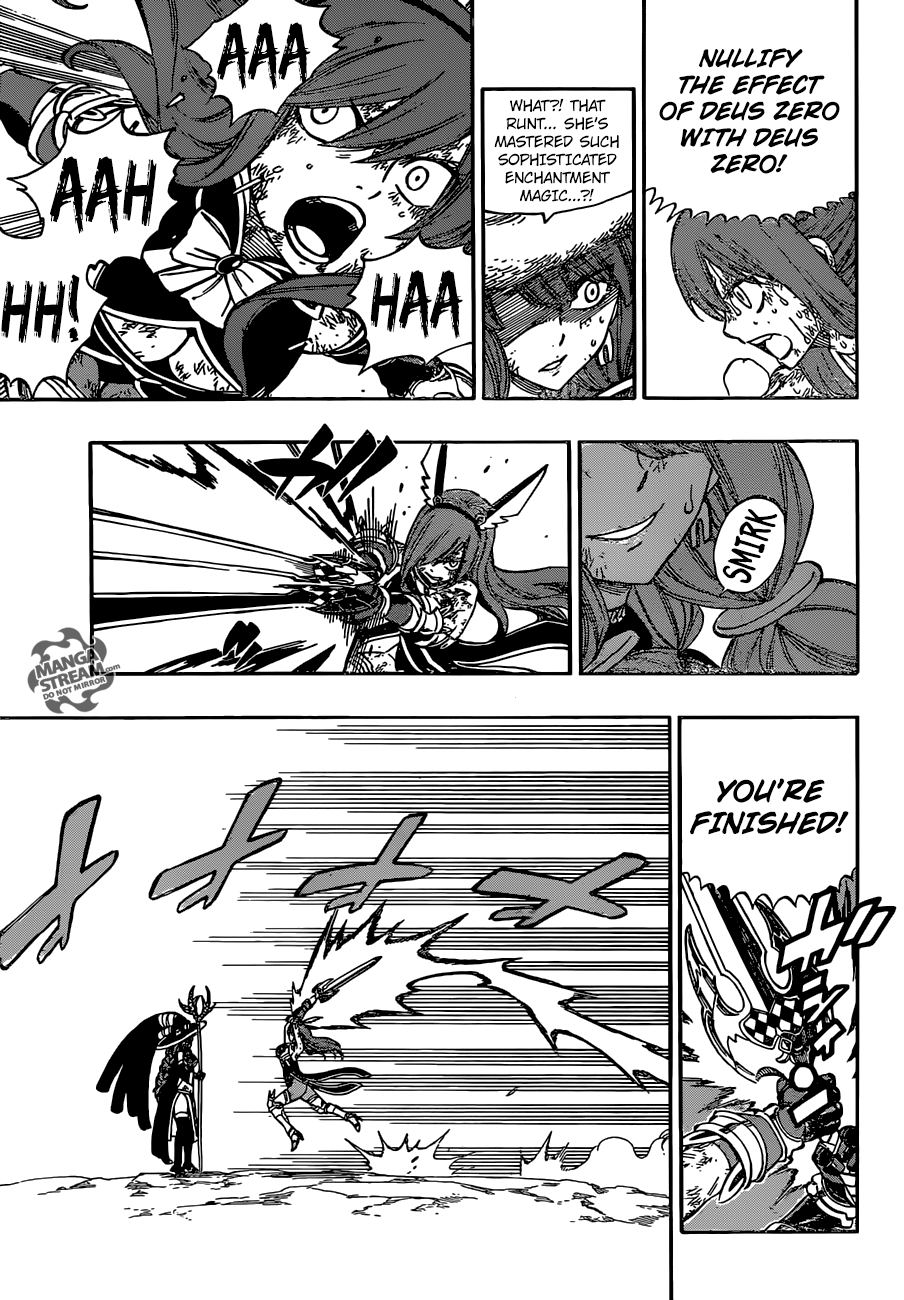 NULLIFY
THE EFFECT
OF DEUS ZERO
WITH DEUS
ZERO!
WHAT?! THAT
RUNT... SHE'S
MASTERED SUCH
SOPHISTICATED
ENCHANTMENT
MAGIC...?!
AAA
AAH
HAA
HH!
SMIRK
YOU'RE
FINISHED!
MANGA
STREAM.com
DO NOT MIRROR